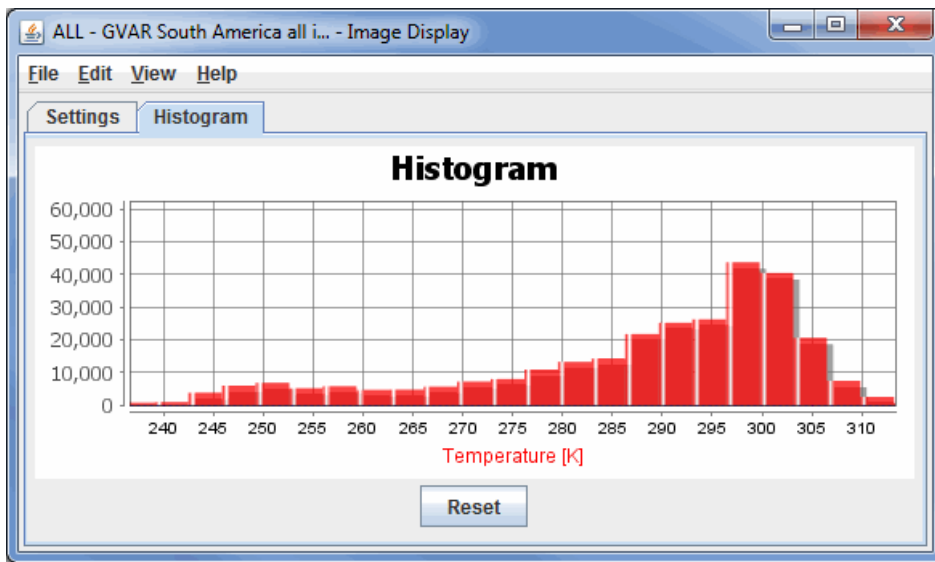 ALL - GVAR South America all i... - Image Display
File Edit View Help
Settings Histogram
Histogram
60,000
50,000
40,000
30,000
20,000
10,000
0
240 245 250 255 260 265 270 275 280 285 290 295 300 305 310
Temperature [K]
Reset